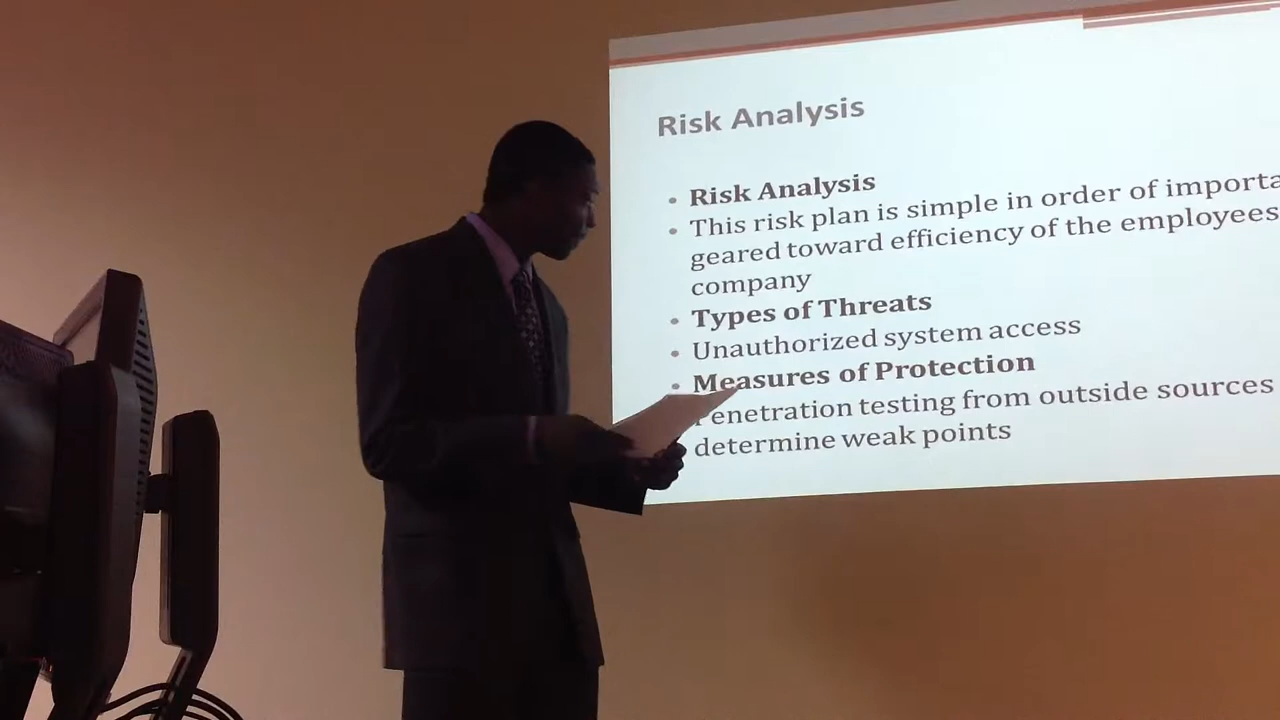 Risk Analysis
• Risk Analysis
• This risk plan is simple in order of importa
geared toward efficiency of the employees
company
• Types of Threats
• Unauthorized system access
• Measures of Protection
enetration testing from outside sources
determine weak points